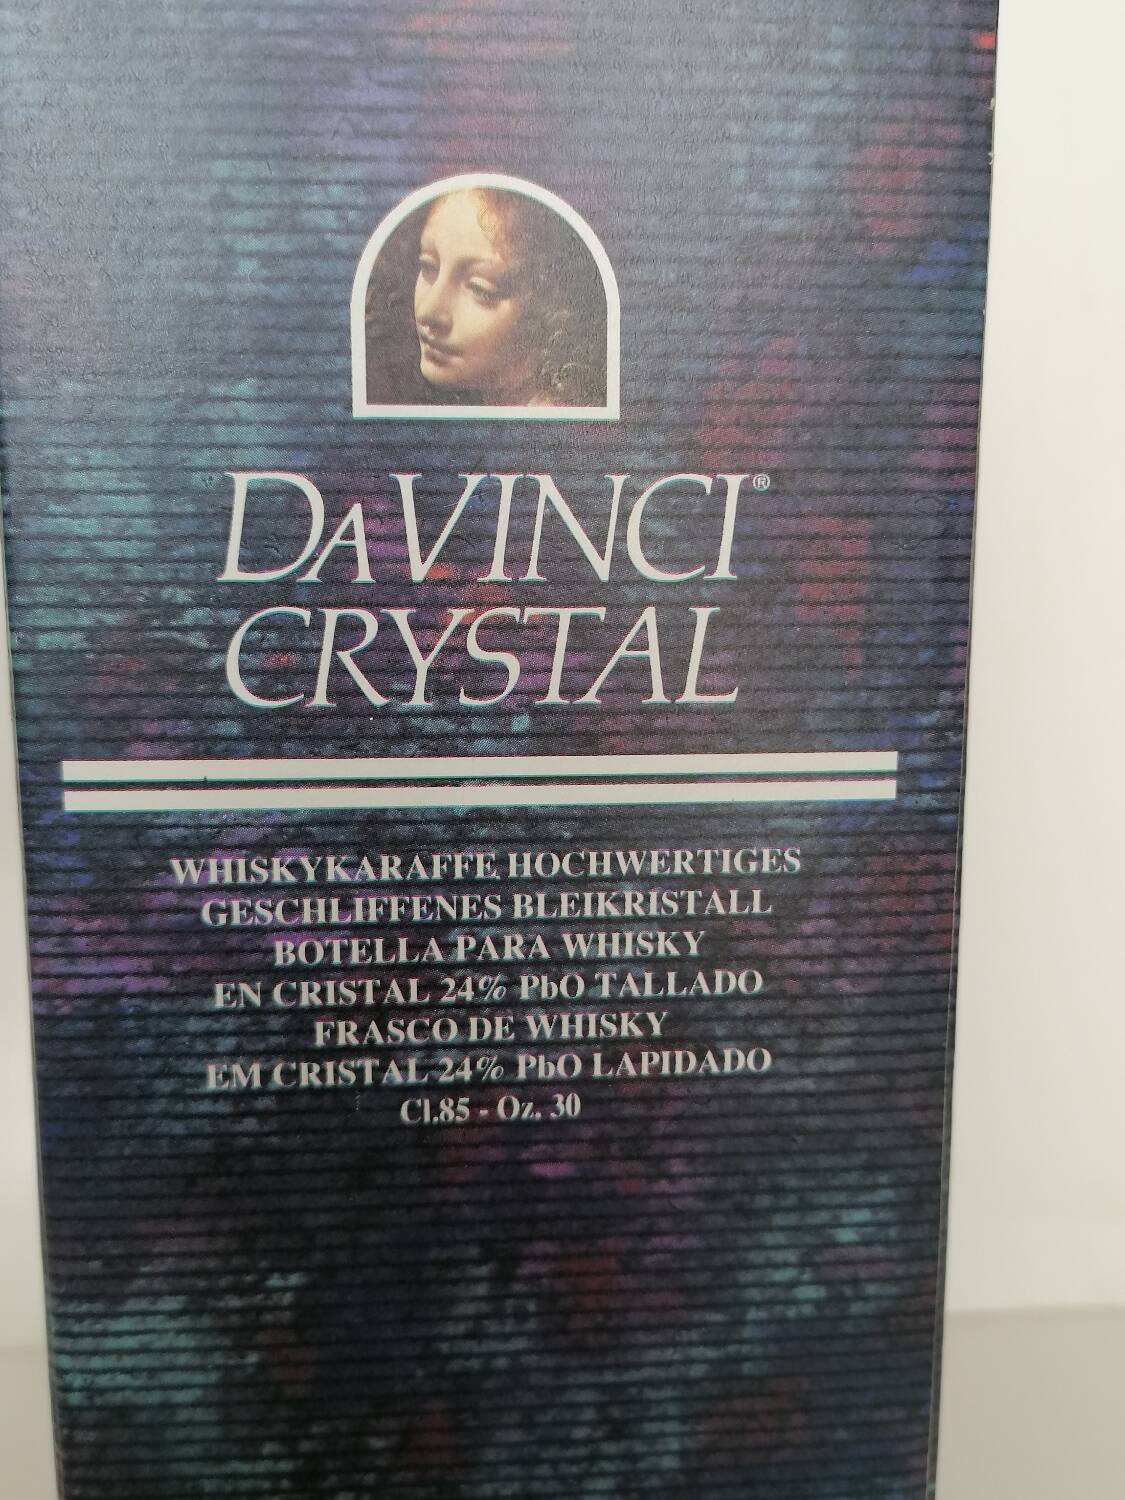 DAVINCI®
CRYSTAL
WHISKYKARAFFE HOCHWERTIGES
GESCHLIFFENES BLEIKRISTALL
BOTELLA PARA WHISKY
EN CRISTAL 24% PbO TALLADO
FRASCO DE WHISKY
EM CRISTAL 24% PbO LAPIDADO
Cl.85 - Oz. 30